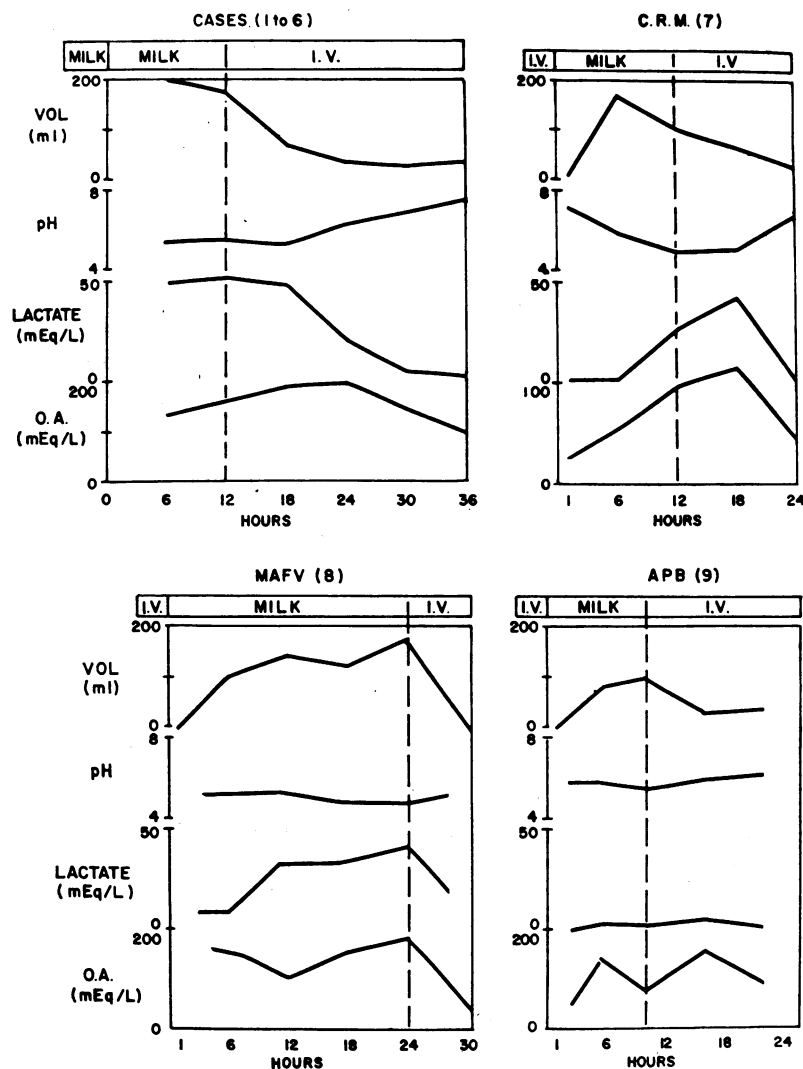 CASES (1 to 6)
MILK MILK I.V.
200
VOL
(ml)
0
8
pH
4
50
LACTATE
(mEq/L)
0
200
O.A.
(mEq/L)
0
0 6 12 18 24 30 36
HOURS
C.R.M. (7)
I.V. MILK I.V
200
0
8
4
50
0
100
0
1 6 12 18 24
HOURS
MAFV (8)
I.V. MILK I.V.
200
VOL
(ml)
0
8
pH
4
50
LACTATE
(mEq/L)
0
200
O.A.
(mEq/L)
0
1 6 12 18 24 30
HOURS
APB (9)
I.V. MILK I.V.
200
0
8
4
50
0
200
0
1 6 12 18 24
HOURS